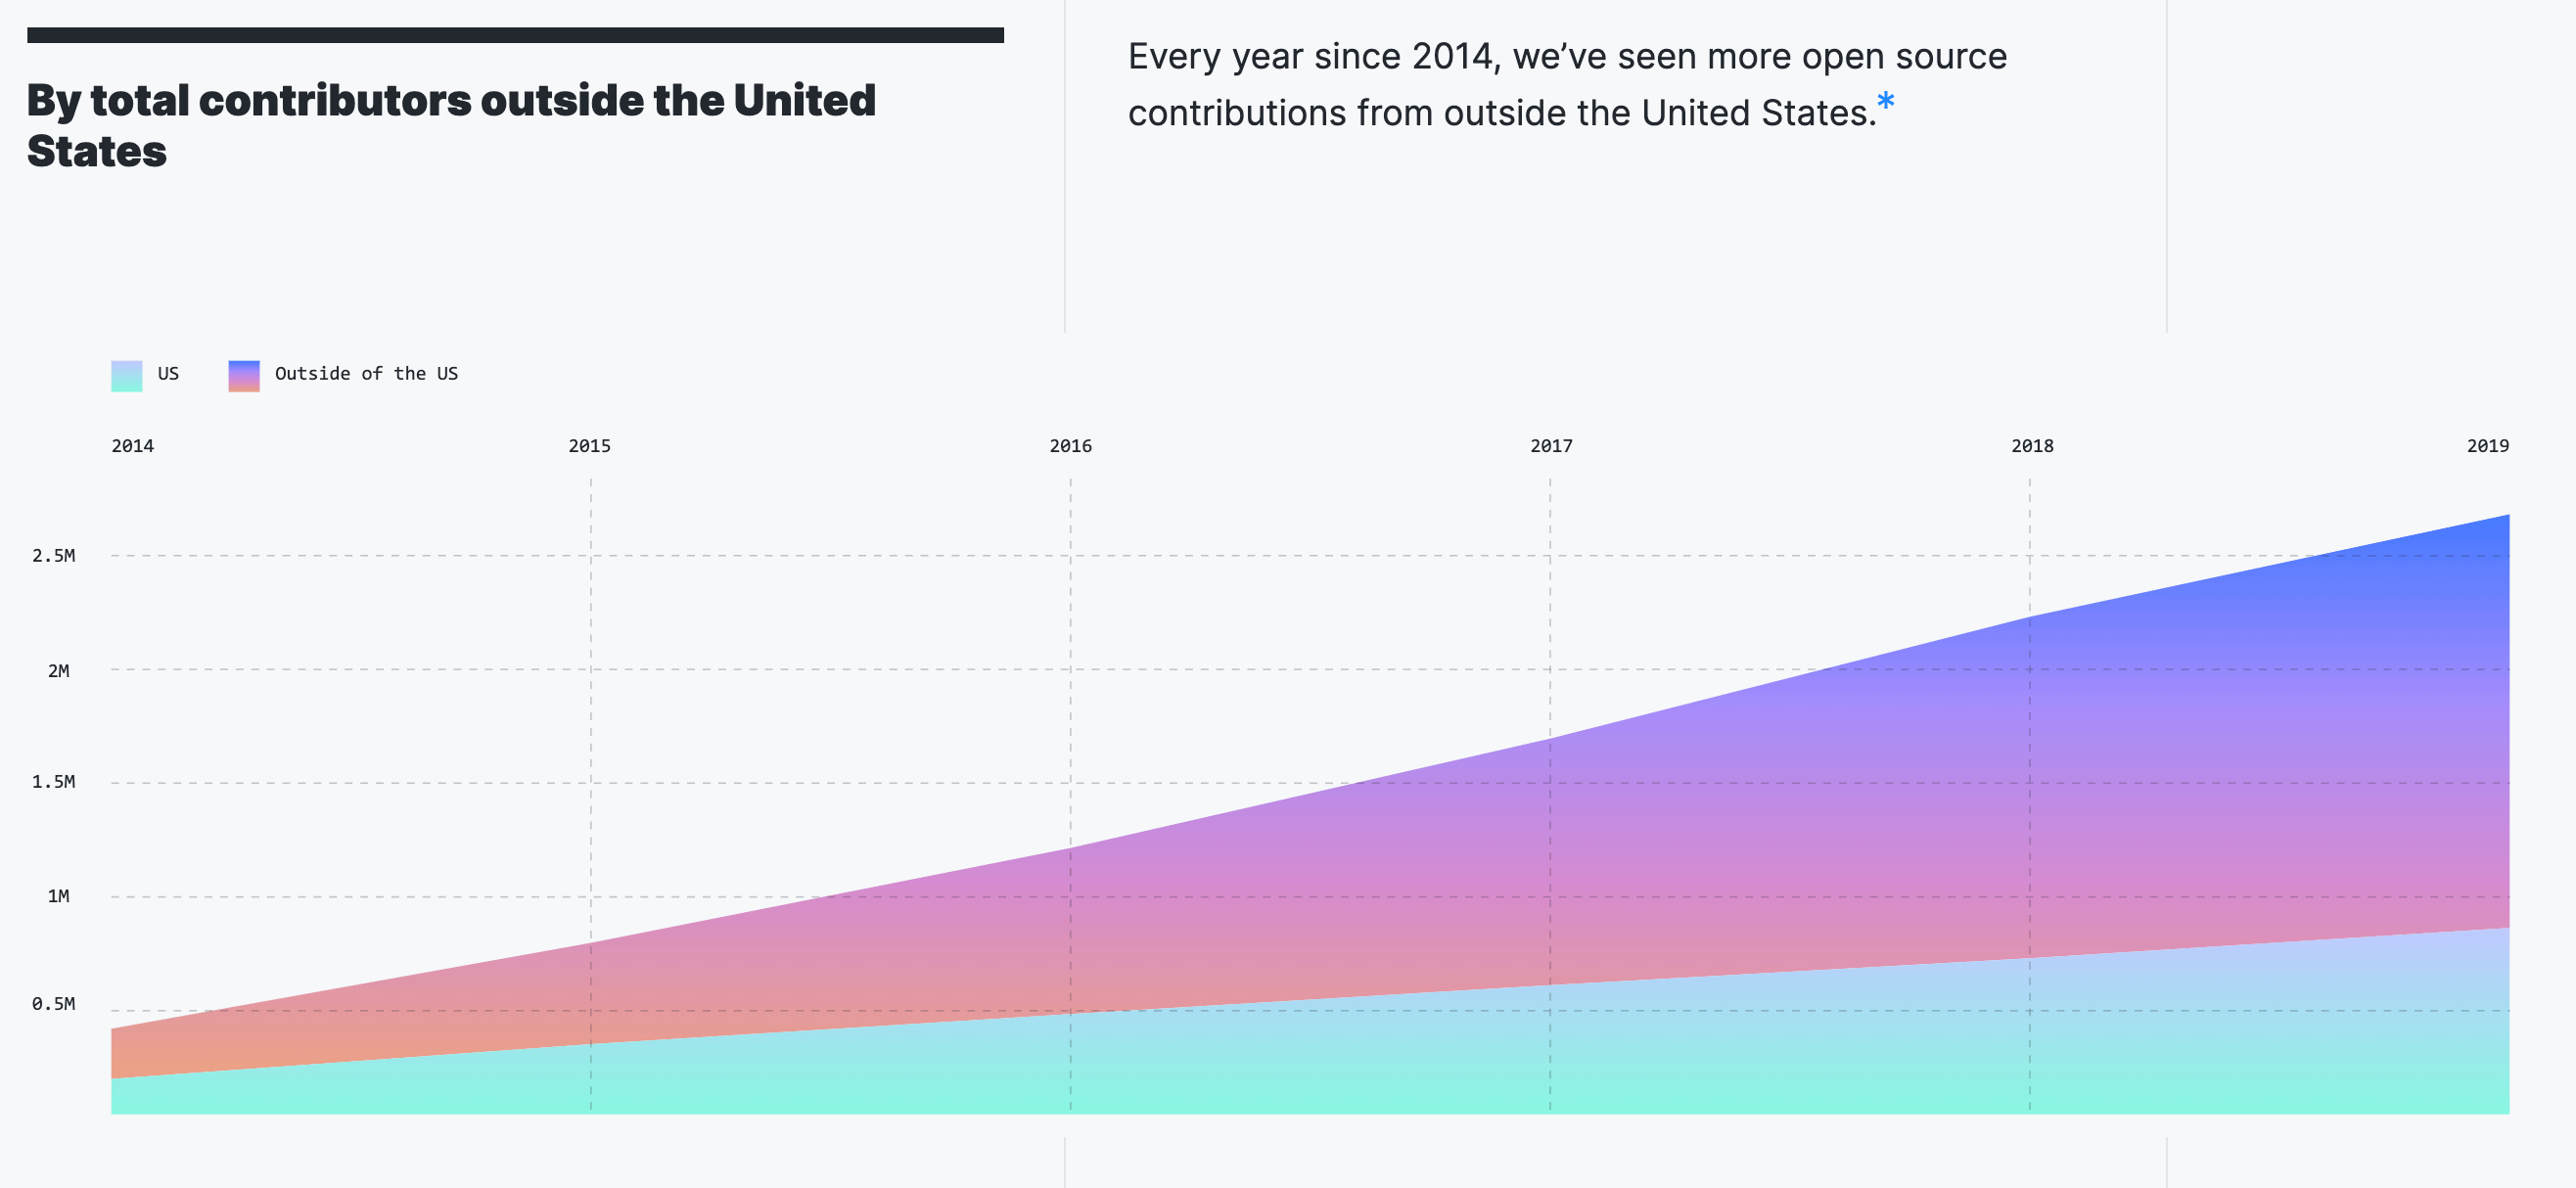 By total contributors outside the United
States
Every year since 2014, we’ve seen more open source
contributions from outside the United States.*
US
Outside of the US
2014 2015 2016 2017 2018 2019
2.5M
2M
1.5M
1M
0.5M